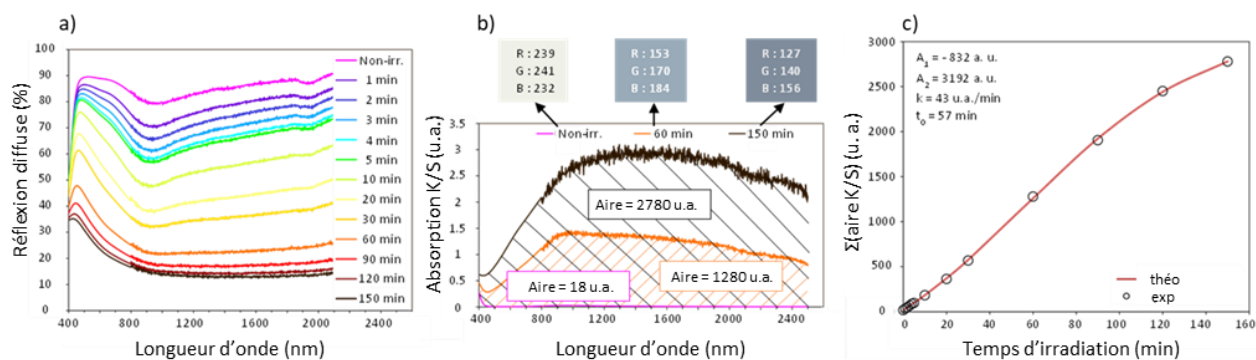 a)
Réflexion diffuse (%)
100
90
80
70
60
50
40
30
20
10
0
400 800 1200 1600 2000 2400
Longueur d'onde (nm)
Non-irr.
1 min
2 min
3 min
4 min
5 min
10 min
20 min
30 min
60 min
90 min
120 min
150 min
b)
R : 239
G : 241
B : 232
R : 153
G : 170
B : 184
R : 127
G : 140
B : 156
Non-irr. 60 min 150 min
Absorption K/S (u.a.)
3.5
3
2.5
2
1.5
1
0.5
0
Aire = 2780 u.a.
Aire = 1280 u.a.
Aire = 18 u.a.
400 800 1200 1600 2000 2400
Longueur d'onde (nm)
c)
Σ(aire K/S) (u. a.)
3000
2500
2000
1500
1000
500
0
A1 = -832 a. u.
A2 = 3192 a. u.
k = 43 u.a./min
t0 = 57 min
théo
exp
0 20 40 60 80 100 120 140 160
Temps d'irradiation (min)